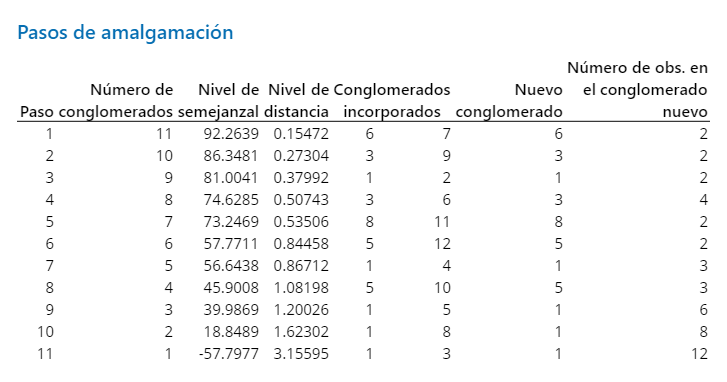 Pasos de amalgamación
Número de obs. en
Número de Nivel de Nivel de Conglomerados Nuevo el conglomerado
Paso conglomerados semejanzal distancia incorporados conglomerado nuevo
1 11 92.2639 0.15472 6 7 6 2
2 10 86.3481 0.27304 3 9 3 2
3 9 81.0041 0.37992 1 2 1 2
4 8 74.6285 0.50743 3 6 3 4
5 7 73.2469 0.53506 8 11 8 2
6 6 57.7711 0.84458 5 12 5 2
7 5 56.6438 0.86712 1 4 1 3
8 4 45.9008 1.08198 5 10 5 3
9 3 39.9869 1.20026 1 5 1 6
10 2 18.8489 1.62302 1 8 1 8
11 1 -57.7977 3.15595 1 3 1 12